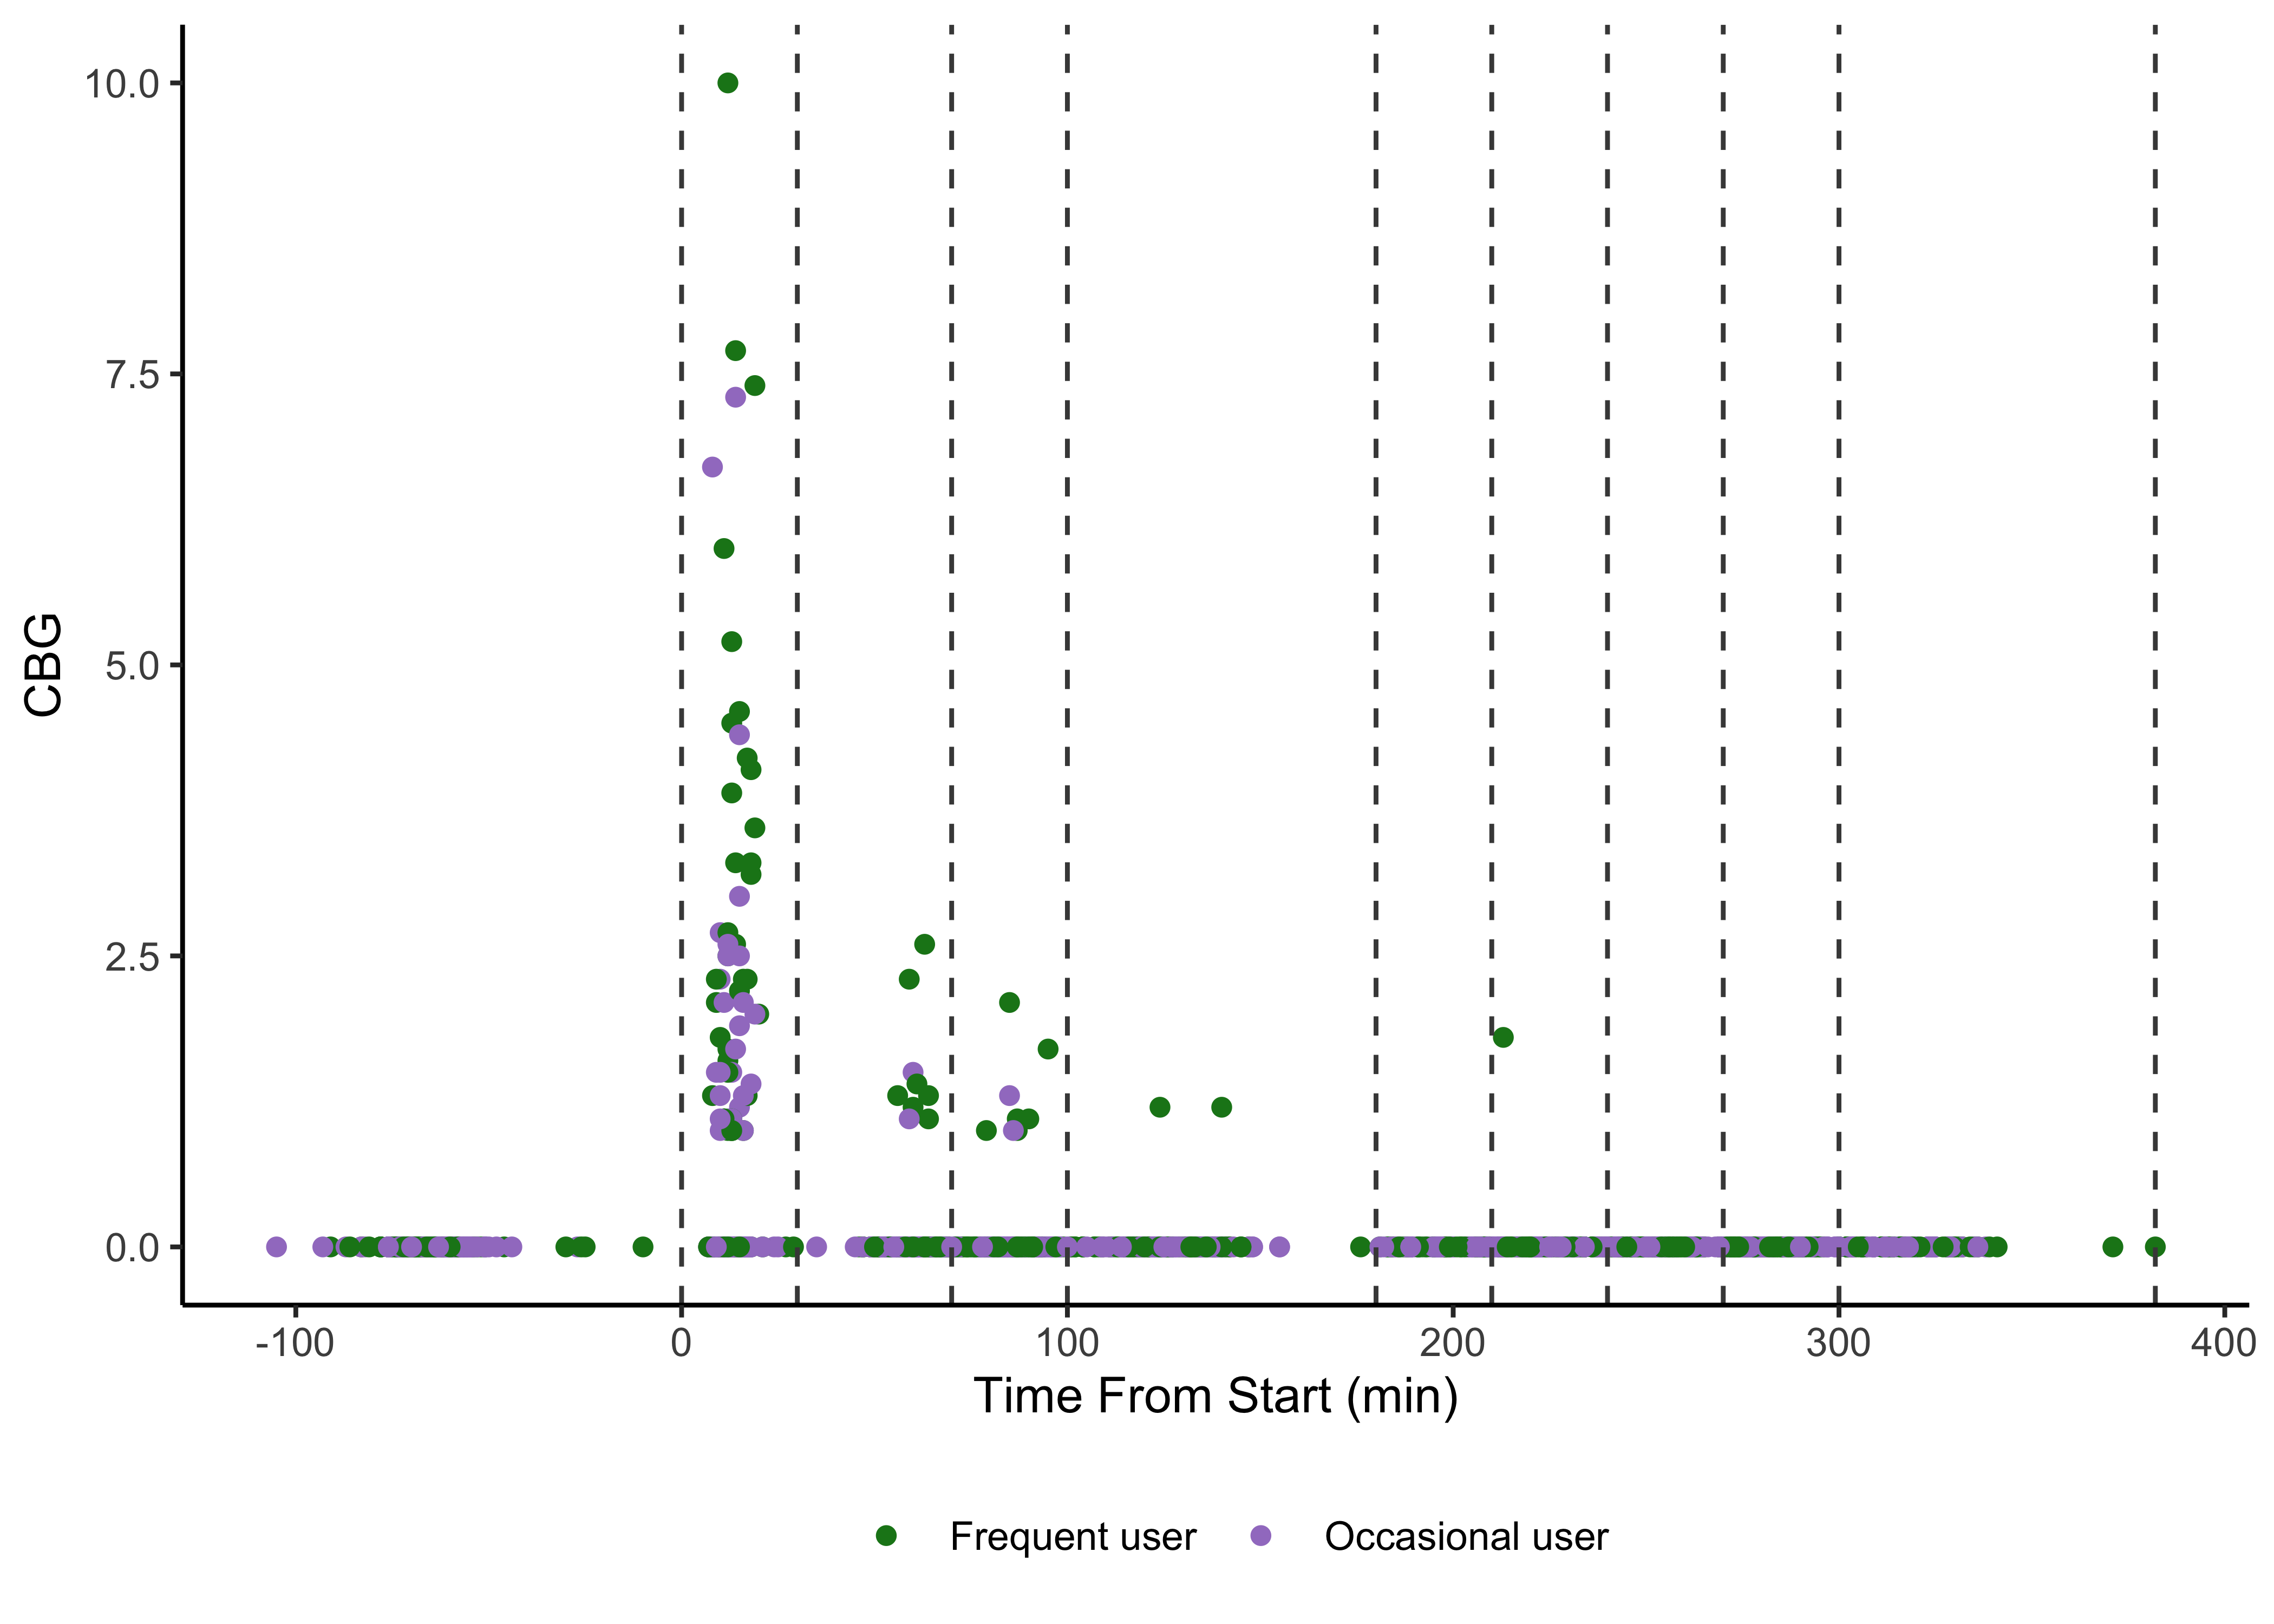 10.0
7.5
5.0
2.5
0.0
CBG
-100 0 100 200 300 400
Time From Start (min)
Frequent user Occasional user